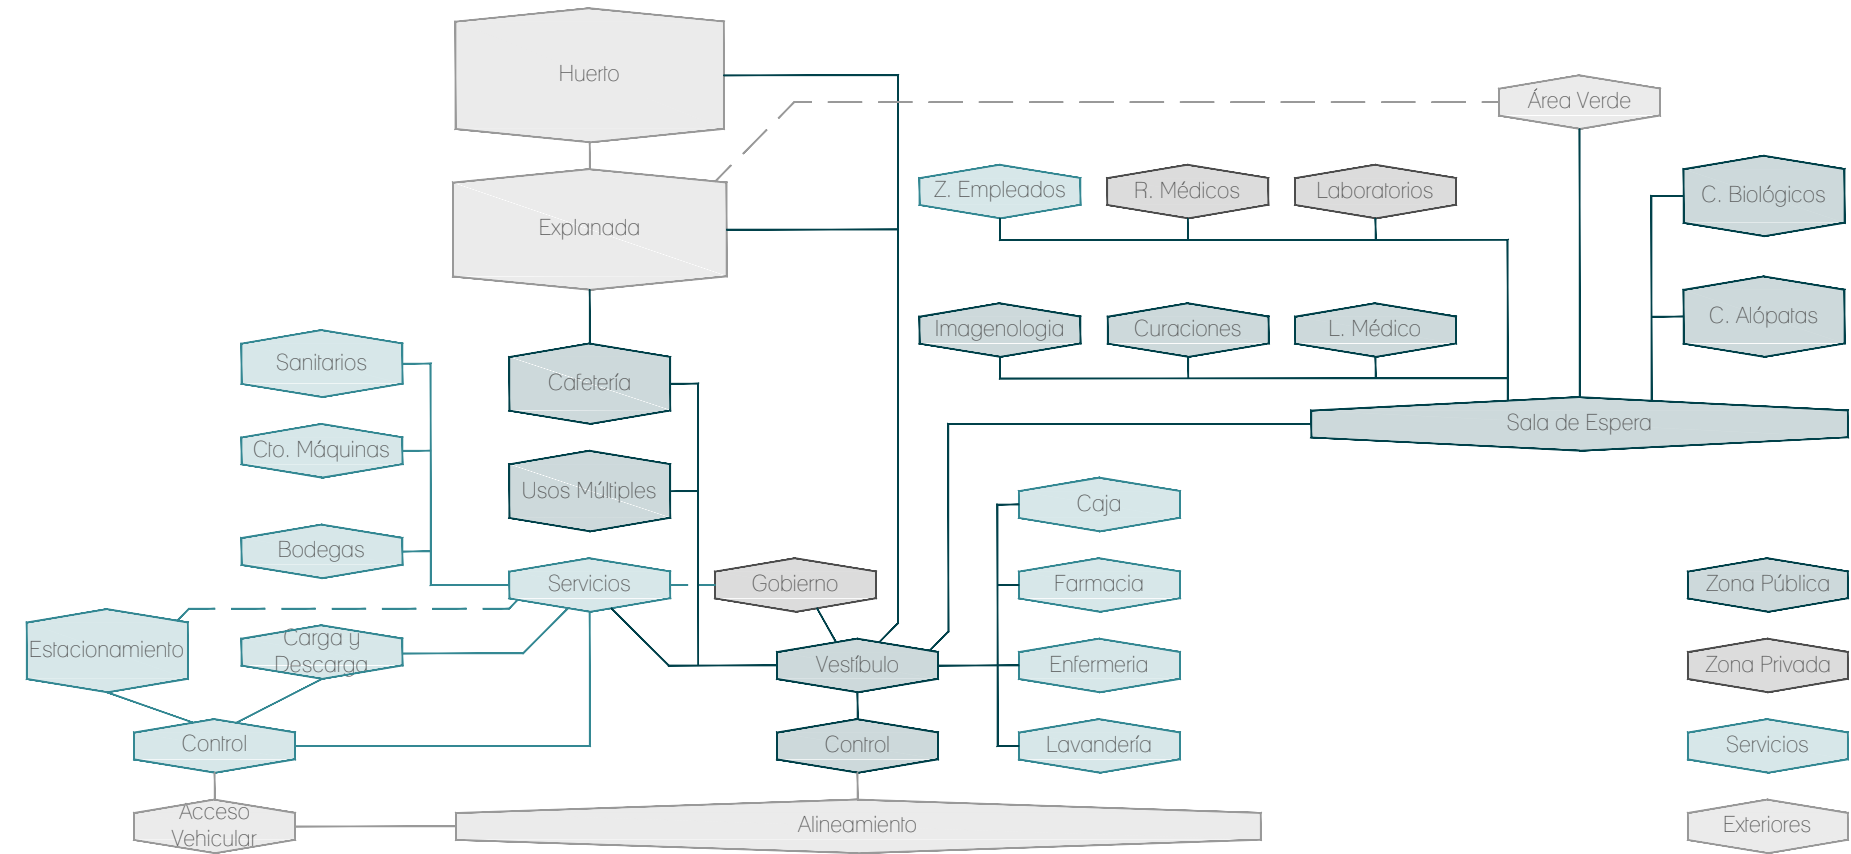 Huerto
Área Verde
Z. Empleados
R. Médicos
Laboratorios
C. Biológicos
Explanada
Imagenologia
Curaciones
L. Médico
C. Alópatas
Sanitarios
Cafetería
Sala de Espera
Cto. Máquinas
Usos Múltiples
Caja
Bodegas
Servicios
Gobierno
Farmacia
Zona Pública
Estacionamiento
Carga y
Descarga
Vestíbulo
Enfermeria
Zona Privada
Control
Control
Lavandería
Servicios
Acceso
Vehicular
Alineamiento
Exteriores